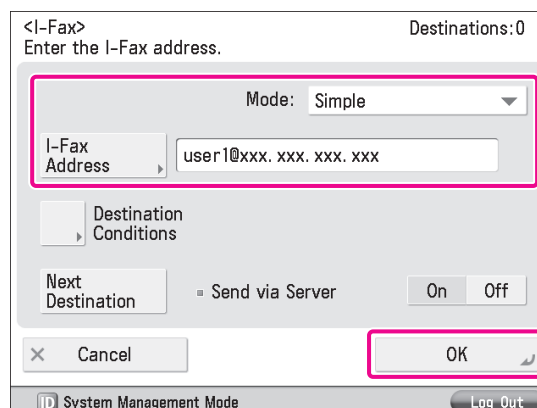 <I-Fax>
Destinations:0
Enter the I-Fax address.
Mode: Simple
I-Fax
Address
user1@xxx. xxx. xxx. xxx
Destination
Conditions
Next
Destination
Send via Server
On Off
× Cancel
OK
ID System Management Mode
Log Out